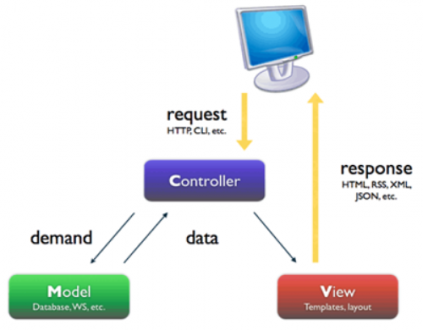 request
HTTP, CLI, etc.
response
HTML, RSS, XML,
JSON, etc.
Controller
demand
data
Model
Database, WS, etc.
View
Templates, layout